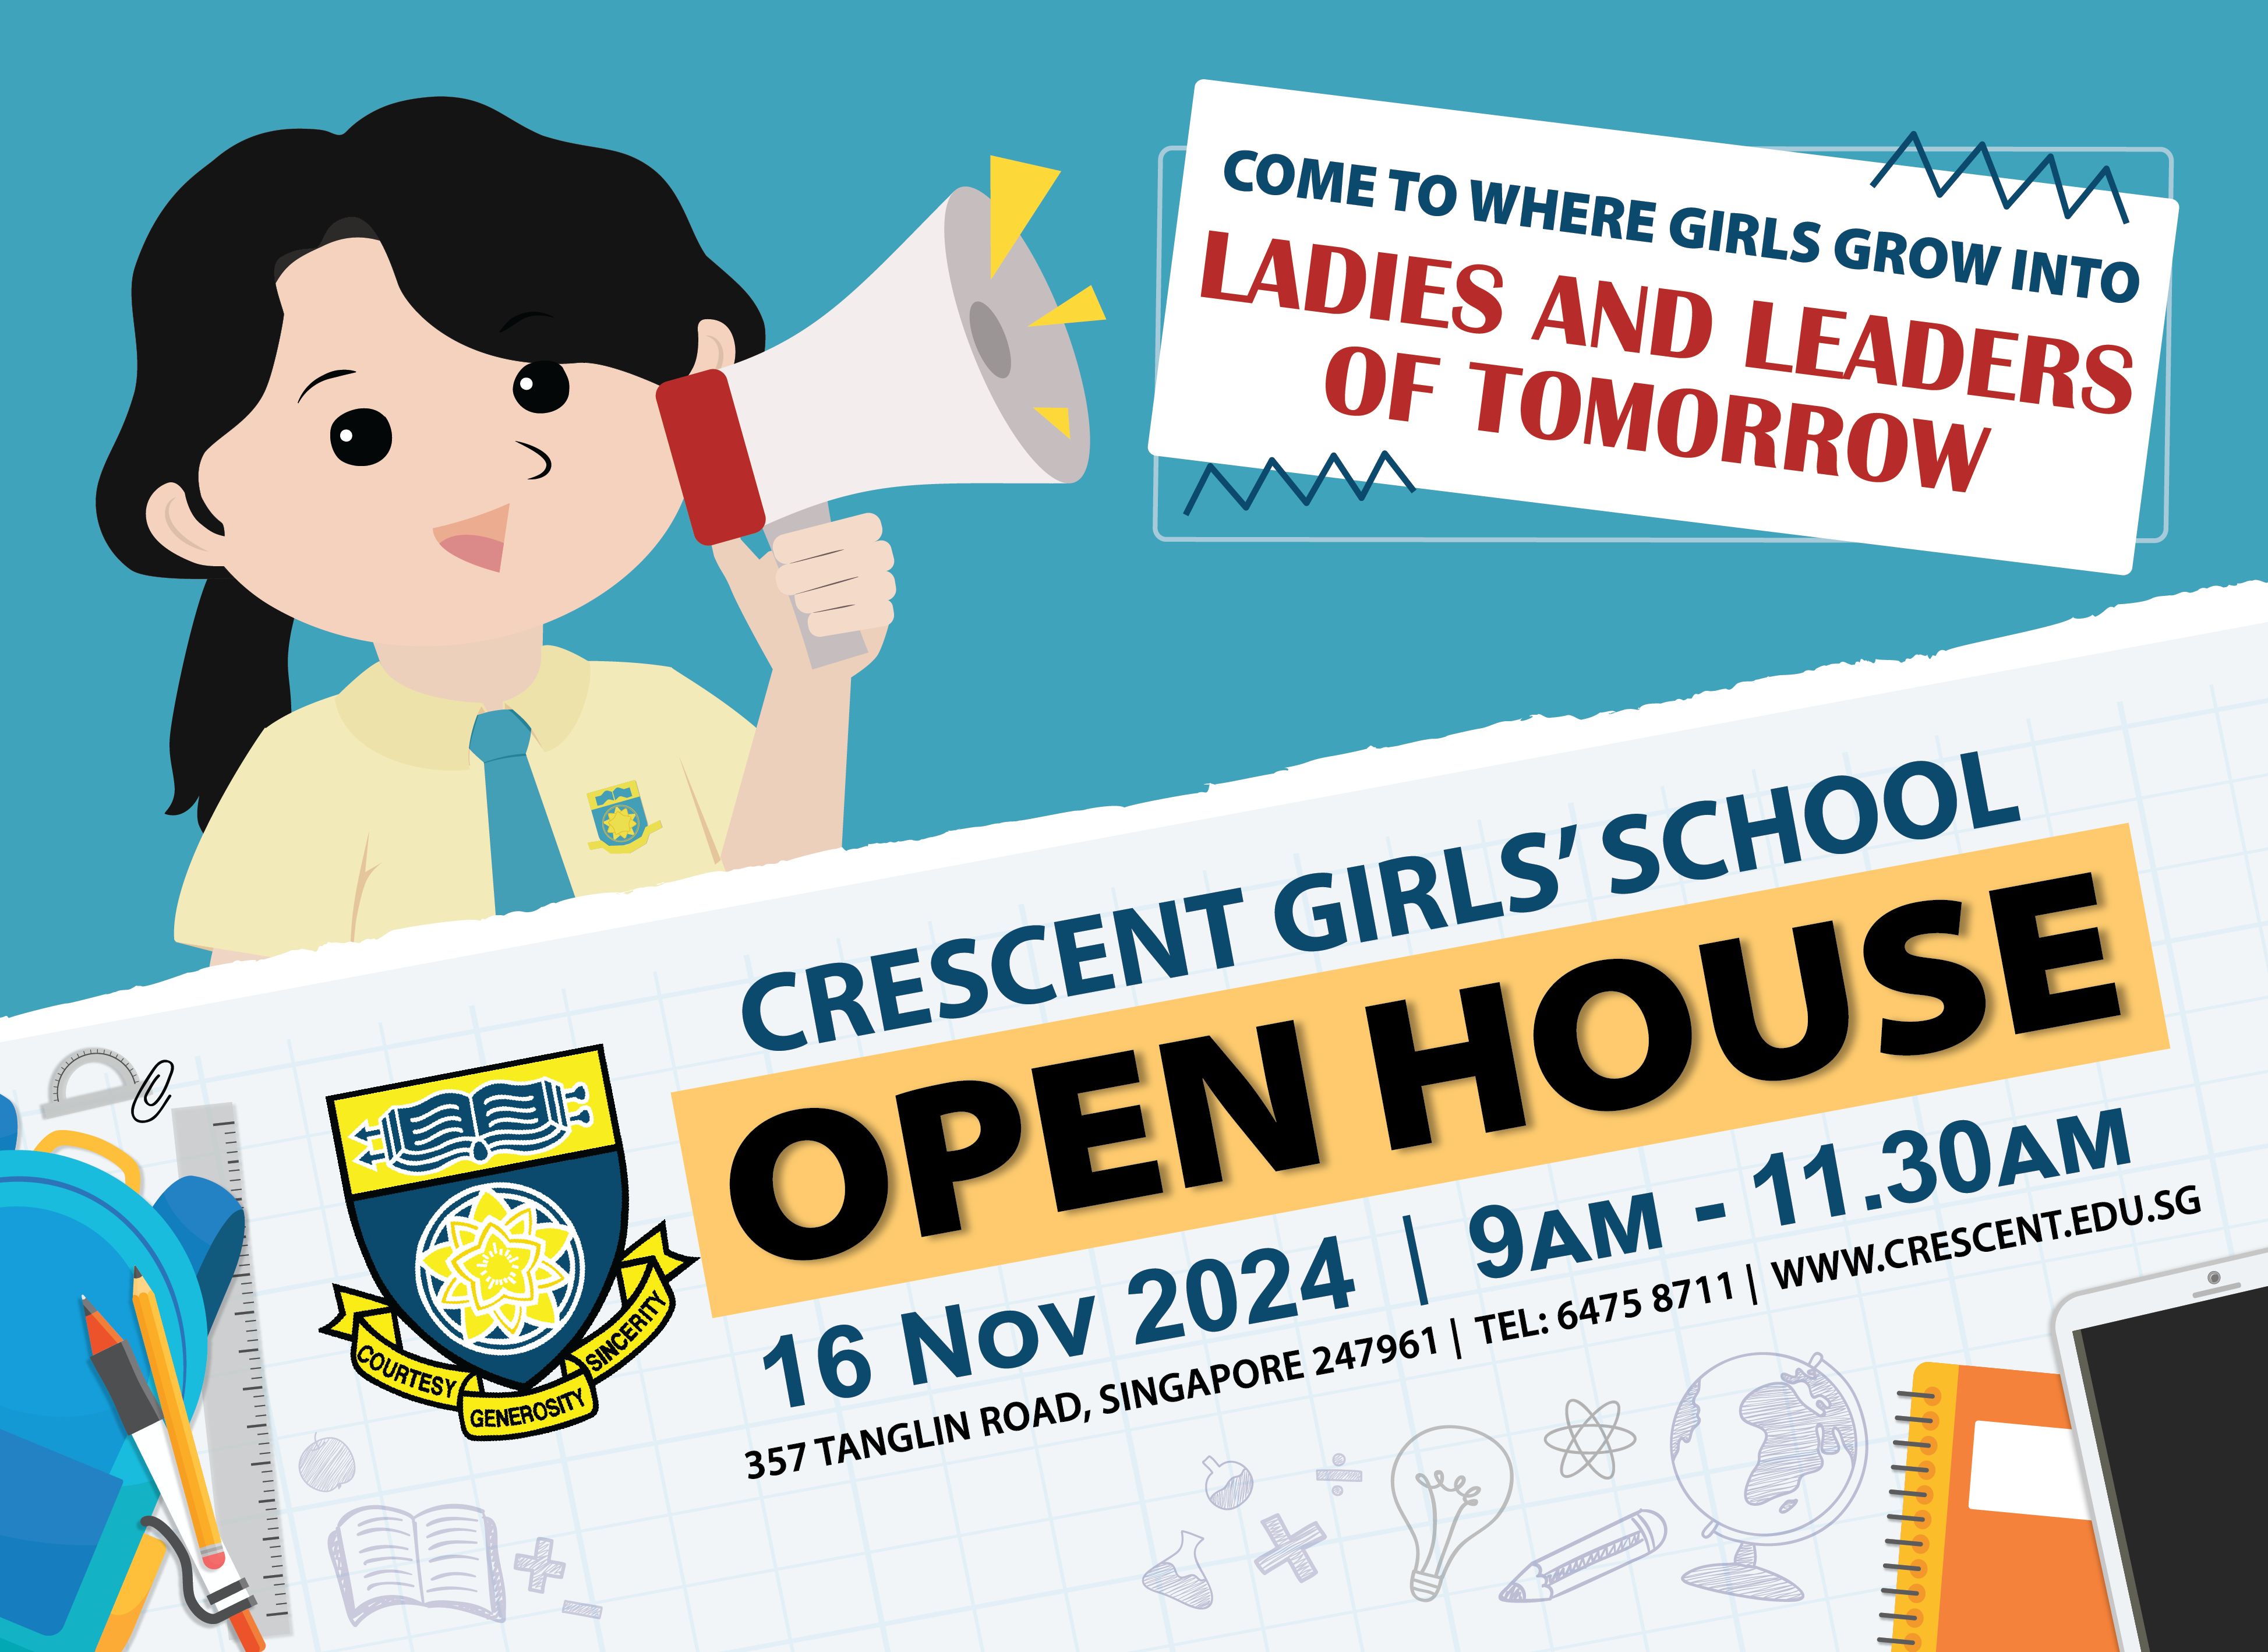 COME TO WHERE GIRLS GROW INTO
LADIES AND LEADERS
OF TOMORROW
CRESCENT GIRLS' SCHOOL
OPEN HOUSE
16 NOV 2024 | 9AM - 11.30AM
357 TANGLIN ROAD, SINGAPORE 247961 | TEL: 6475 8711 | WWW.CRESCENT.EDU.SG
COURTESY
GENEROSITY
SINCERITY